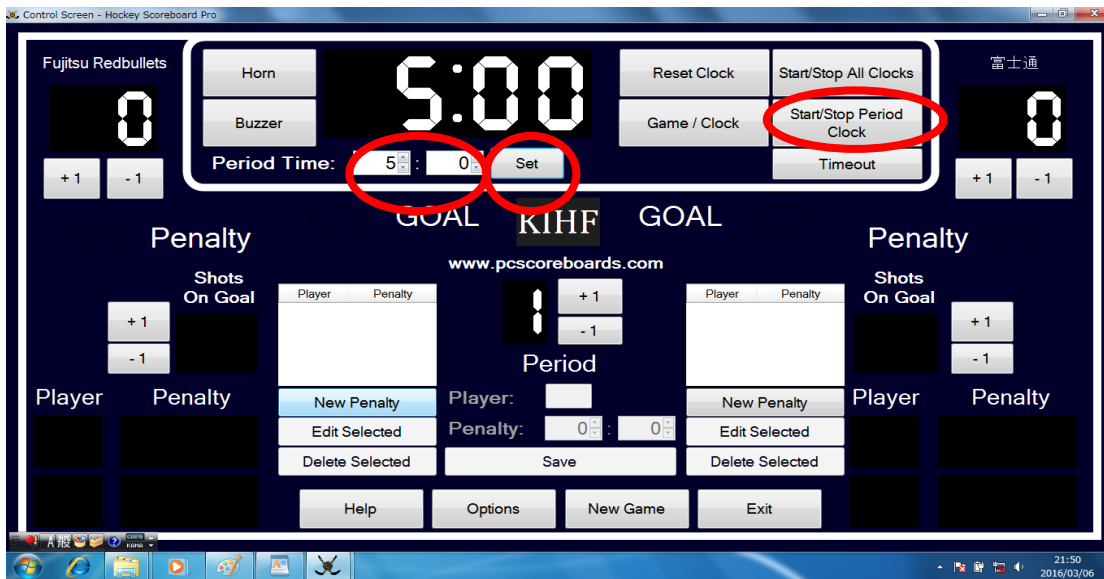 Control Screen - Hockey Scoreboard Pro
Fujitsu Redbullets
0
+ 1
- 1
Horn
Buzzer
5:00
Reset Clock
Start/Stop All Clocks
Game / Clock
Start/Stop Period
Clock
Timeout
Period Time:
5 : 0
Set
富士通
0
+ 1
- 1
GOAL
KIHF
GOAL
www.pcscoreboards.com
Penalty
Penalty
Shots
On Goal
+ 1
- 1
Player Penalty
1
+ 1
- 1
Period
Player Penalty
Shots
On Goal
+ 1
- 1
Player Penalty
New Penalty
Edit Selected
Delete Selected
Player:
Penalty: 0 : 0
Save
New Penalty
Edit Selected
Delete Selected
Player Penalty
Help
Options
New Game
Exit
A 般
CAPS
KANA
21:50
2016/03/06